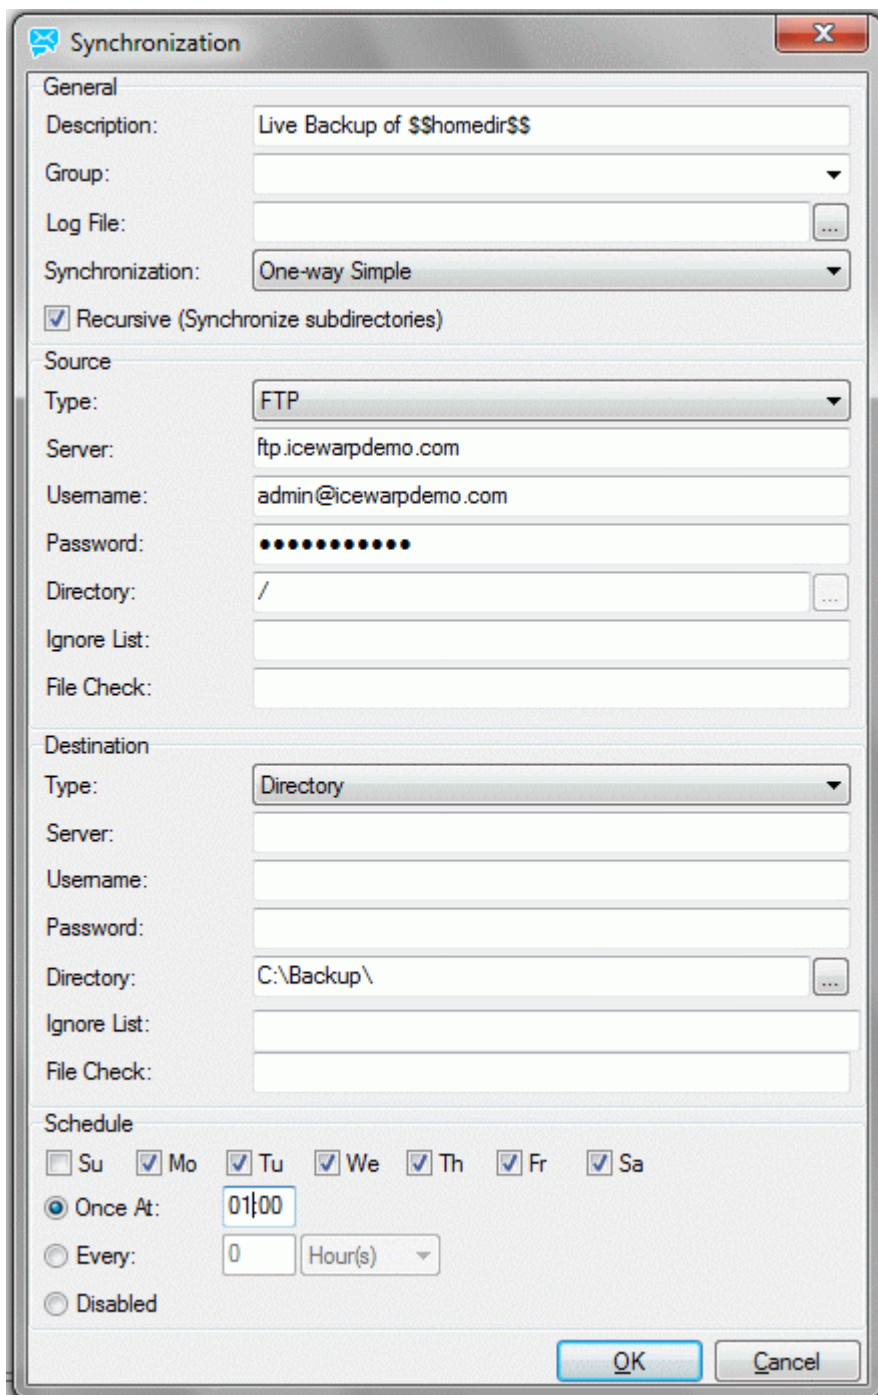 Synchronization
General
Description: Live Backup of $$homedir$$
Group:
Log File: ...
Synchronization: One-way Simple
Recursive (Synchronize subdirectories)
Source
Type: FTP
Server: ftp.icewarpdemo.com
Username: admin@icewarpdemo.com
Password: ●●●●●●●●●●●
Directory: / ...
Ignore List:
File Check:
Destination
Type: Directory
Server:
Username:
Password:
Directory: C:\Backup\ ...
Ignore List:
File Check:
Schedule
Su Mo Tu We Th Fr Sa
Once At: 01:00
Every: 0 Hour(s)
Disabled
OK Cancel